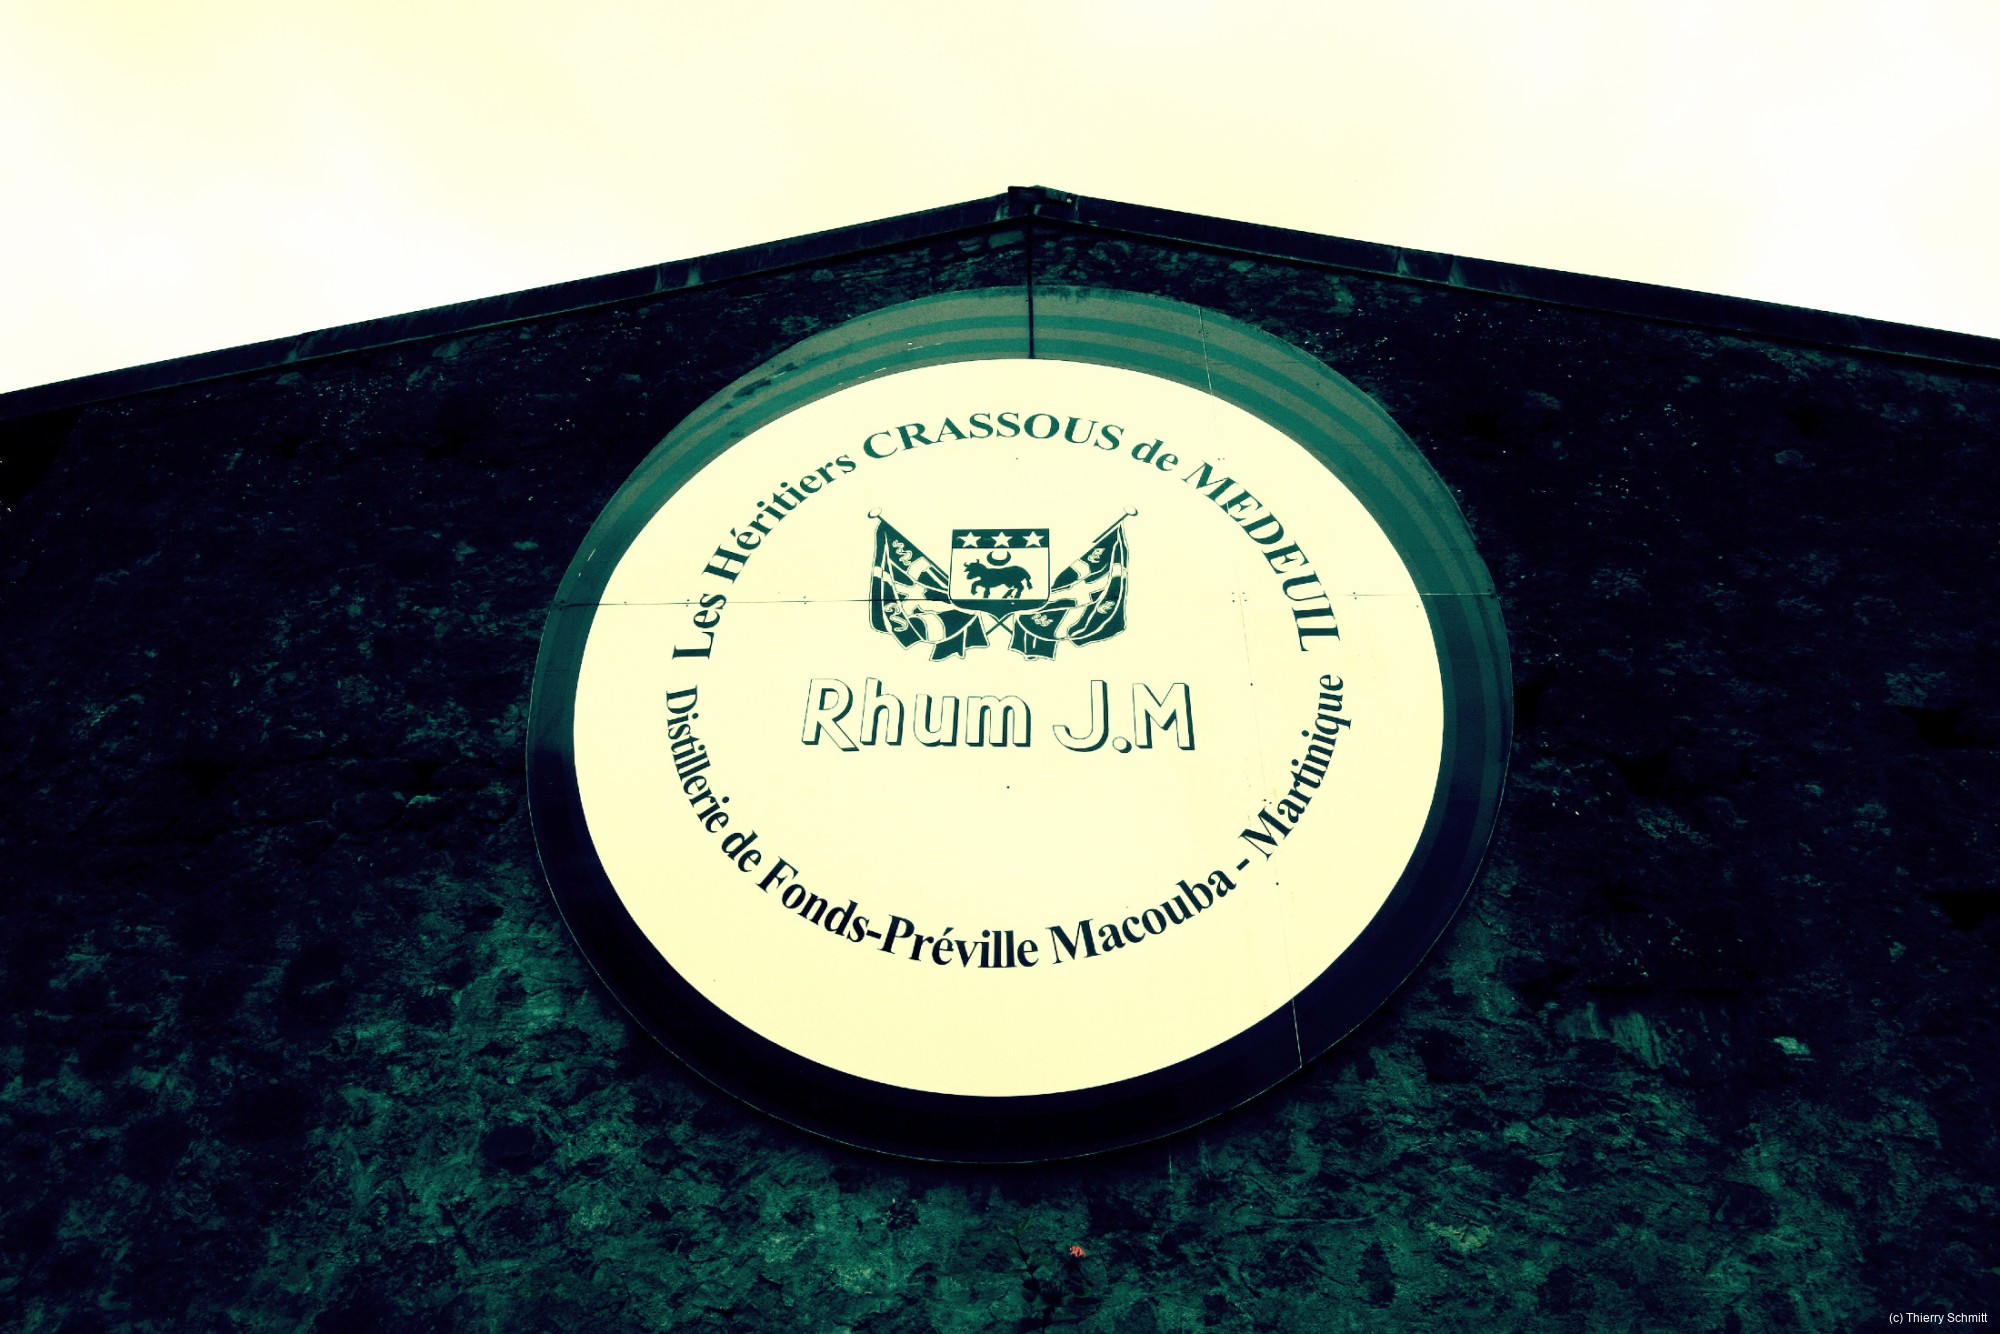 Les Héritiers CRASSOUS de MEDEUIL
Rhum J.M
Distillerie de Fonds-Préville Macouba - Martinique
(c) Thierry Schmitt